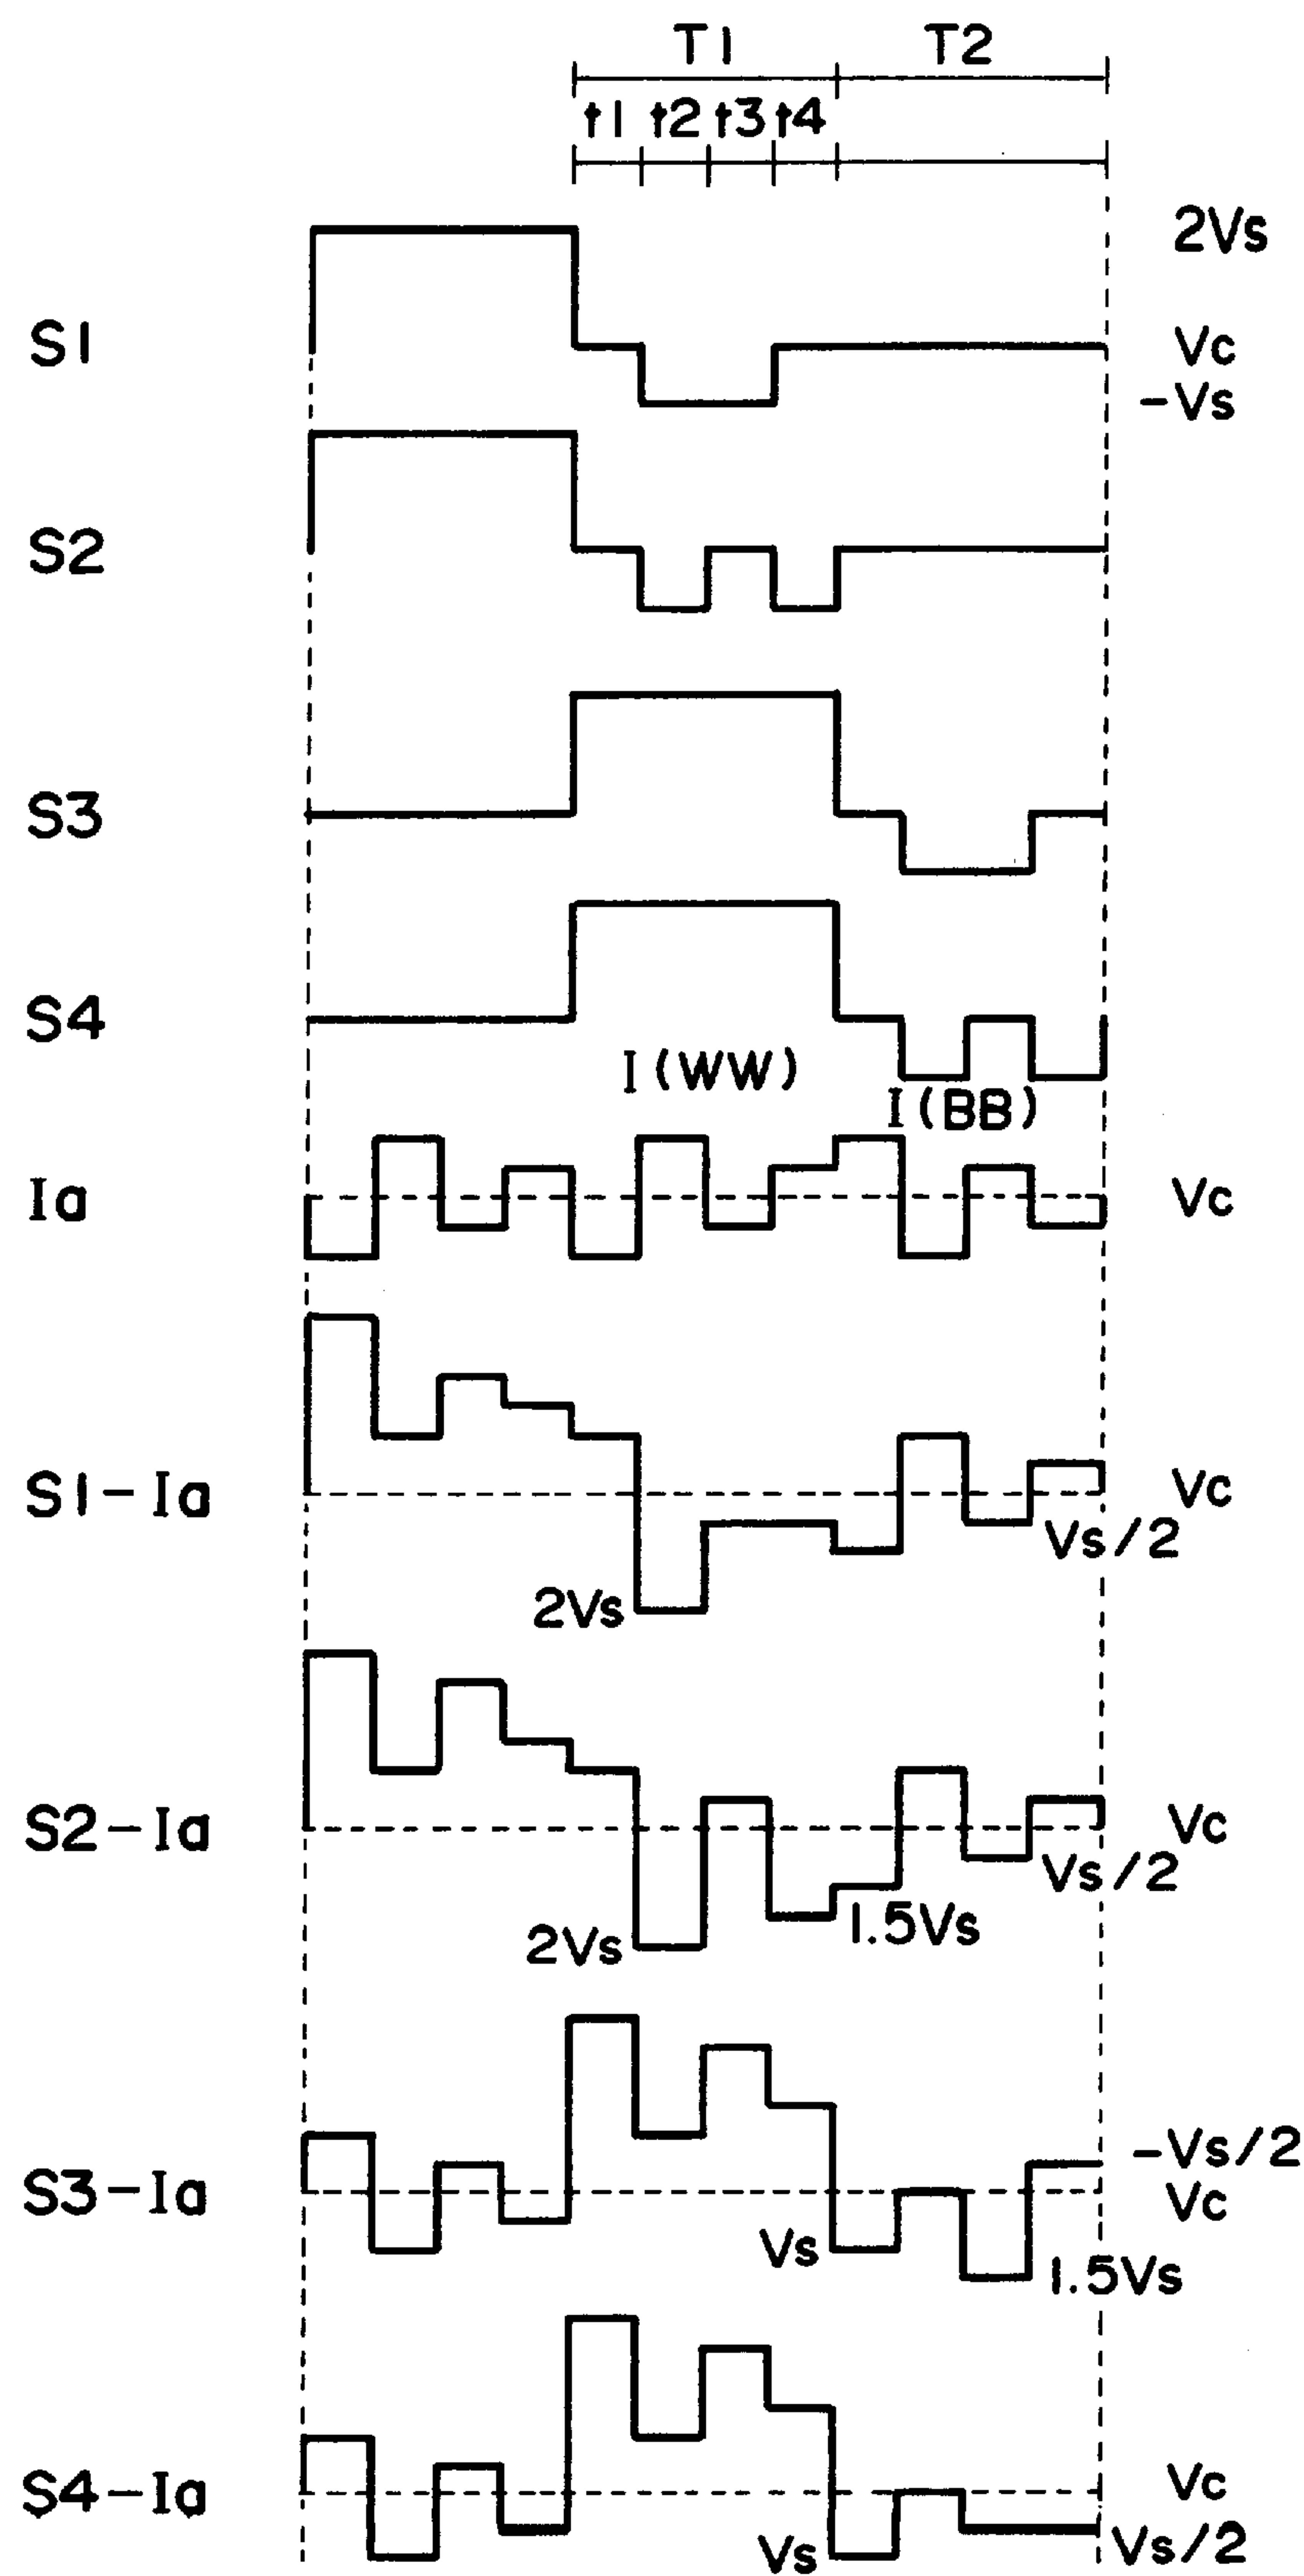 T1 T2
t1 t2 t3 t4
2Vs
S1 Vc
-Vs
S2
S3
S4
I(WW)
I(BB)
Ia Vc
S1-Ia Vc
Vs/2
2Vs
S2-Ia Vc
Vs/2
1.5Vs
2Vs
-Vs/2
S3-Ia Vc
Vs
1.5Vs
S4-Ia Vc
Vs Vs/2